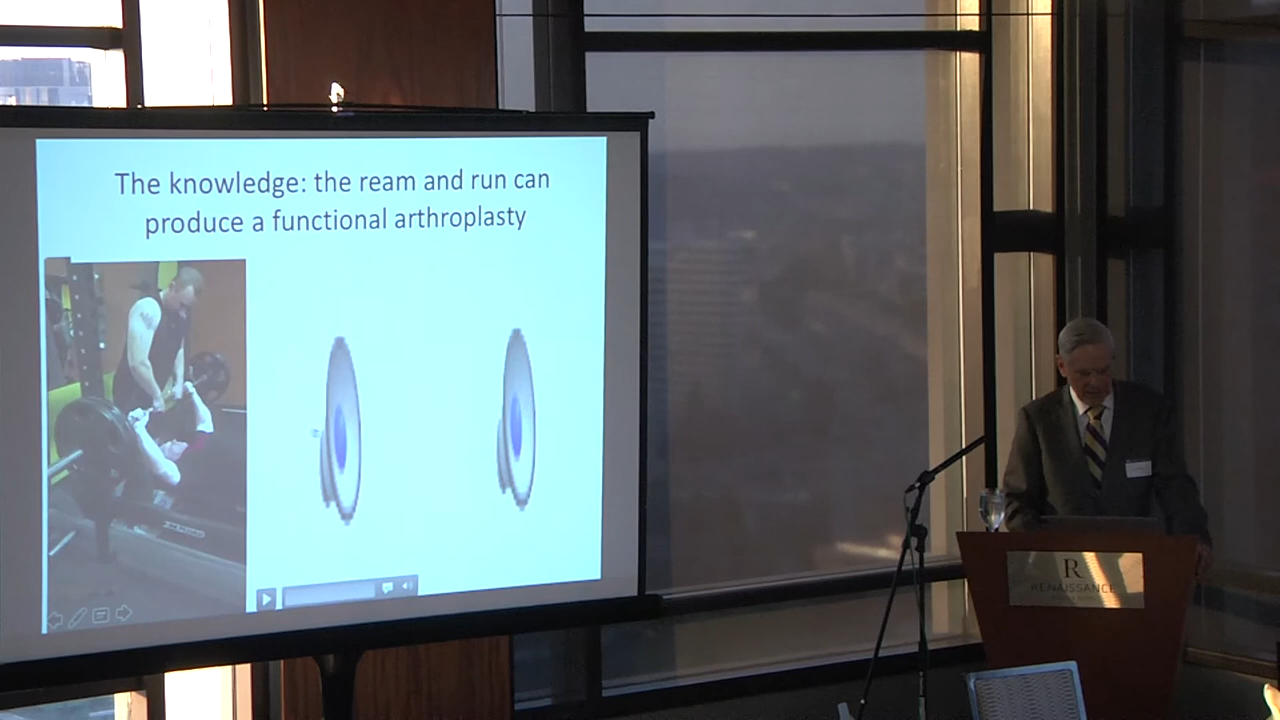 The knowledge: the ream and run can
produce a functional arthroplasty
R
RENAISSANCE